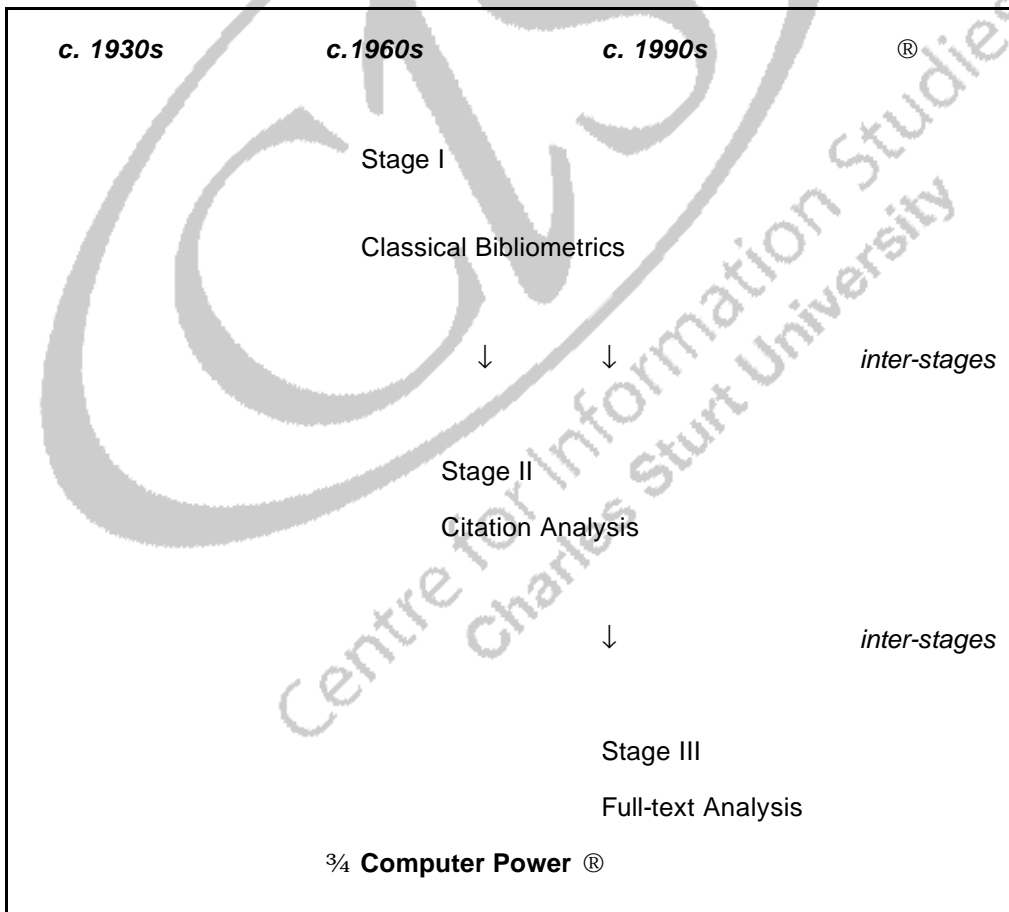 c. 1930s c.1960s c. 1990s ®
Stage I
Classical Bibliometrics
↓ ↓ inter-stages
Stage II
Citation Analysis
↓ inter-stages
Stage III
Full-text Analysis
¾ Computer Power ®
CIS
Centre for Information Studies
Charles Sturt University